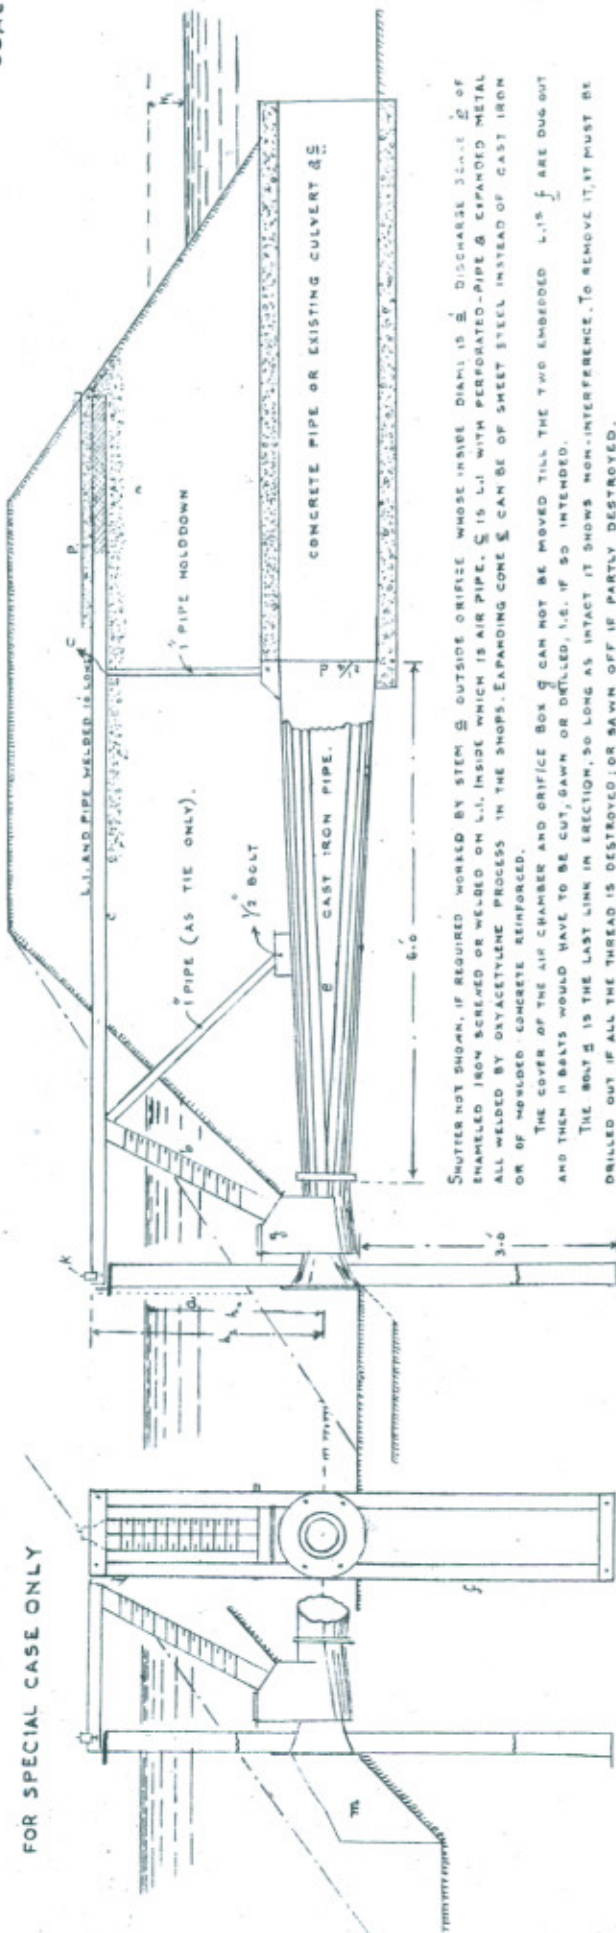 FOR SPECIAL CASE ONLY
L.I. AND PIPE WELDED
C
P
h₁
1" PIPE HOLDDOWN
1" PIPE (AS TIE ONLY).
1/2" BOLT
CONCRETE PIPE OR EXISTING CULVERT & S
CAST IRON PIPE.
e
c
b
g
k
d
f
m
n
6'.0"
3'.0"
SHUTTER NOT SHOWN, IF REQUIRED WORKED BY STEM d OUTSIDE ORIFICE WHOSE INSIDE DIAM: IS a. DISCHARGE SCALE b OF
ENAMELED IRON SCREWED OR WELDED ON L.I. INSIDE WHICH IS AIR PIPE. C IS L.I WITH PERFORATED-PIPE & EXPANDED METAL
ALL WELDED BY OXYACETYLENE PROCESS IN THE SHOPS. EXPANDING CONE e CAN BE OF SHEET STEEL INSTEAD OF CAST IRON
OR OF MOULDED CONCRETE REINFORCED.
THE COVER OF THE AIR CHAMBER AND ORIFICE BOX g CAN NOT BE MOVED TILL THE TWO EMBEDDED L.Iˢ f ARE DUG OUT
AND THEN 11 BOLTS WOULD HAVE TO BE CUT, SAWN OR DRILLED, I.E. IF SO INTENDED.
THE BOLT k IS THE LAST LINK IN ERECTION, SO LONG AS INTACT IT SHOWS NON-INTERFERENCE. TO REMOVE IT, IT MUST BE
DRILLED OUT IF ALL THE THREAD IS DESTROYED; OR SAWN OFF IF PARTLY DESTROYED.